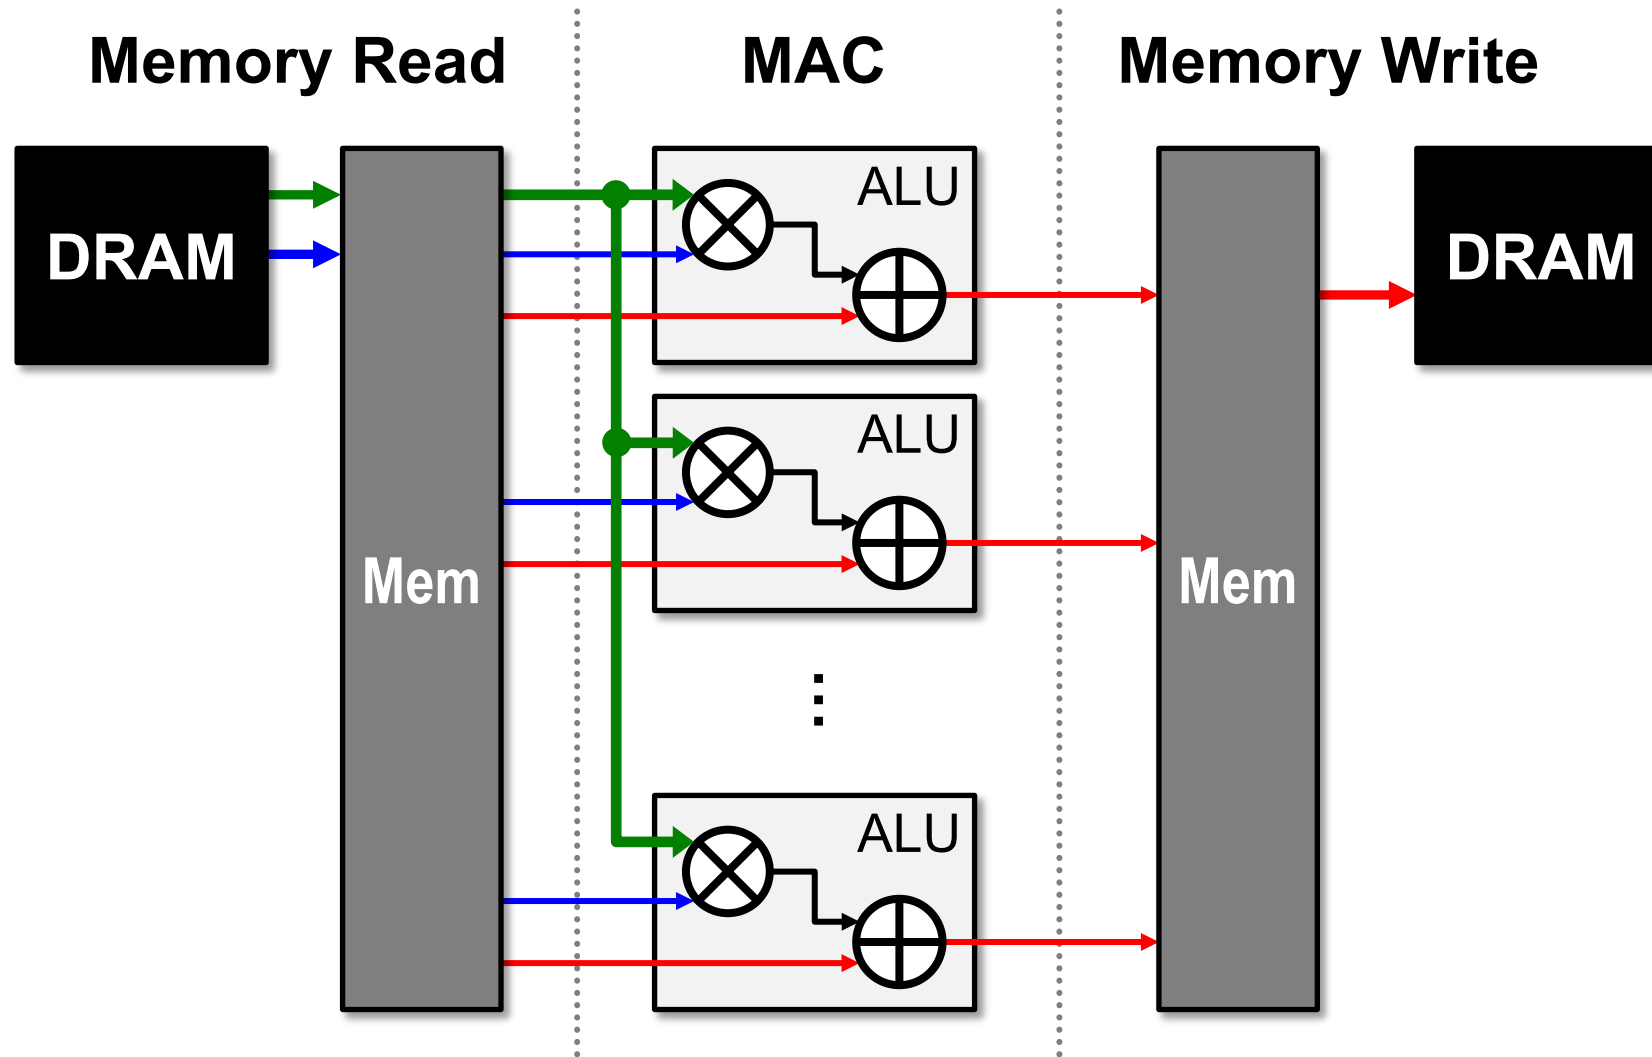 Memory Read
MAC
Memory Write
DRAM
ALU
DRAM
ALU
Mem
Mem
⋮
ALU